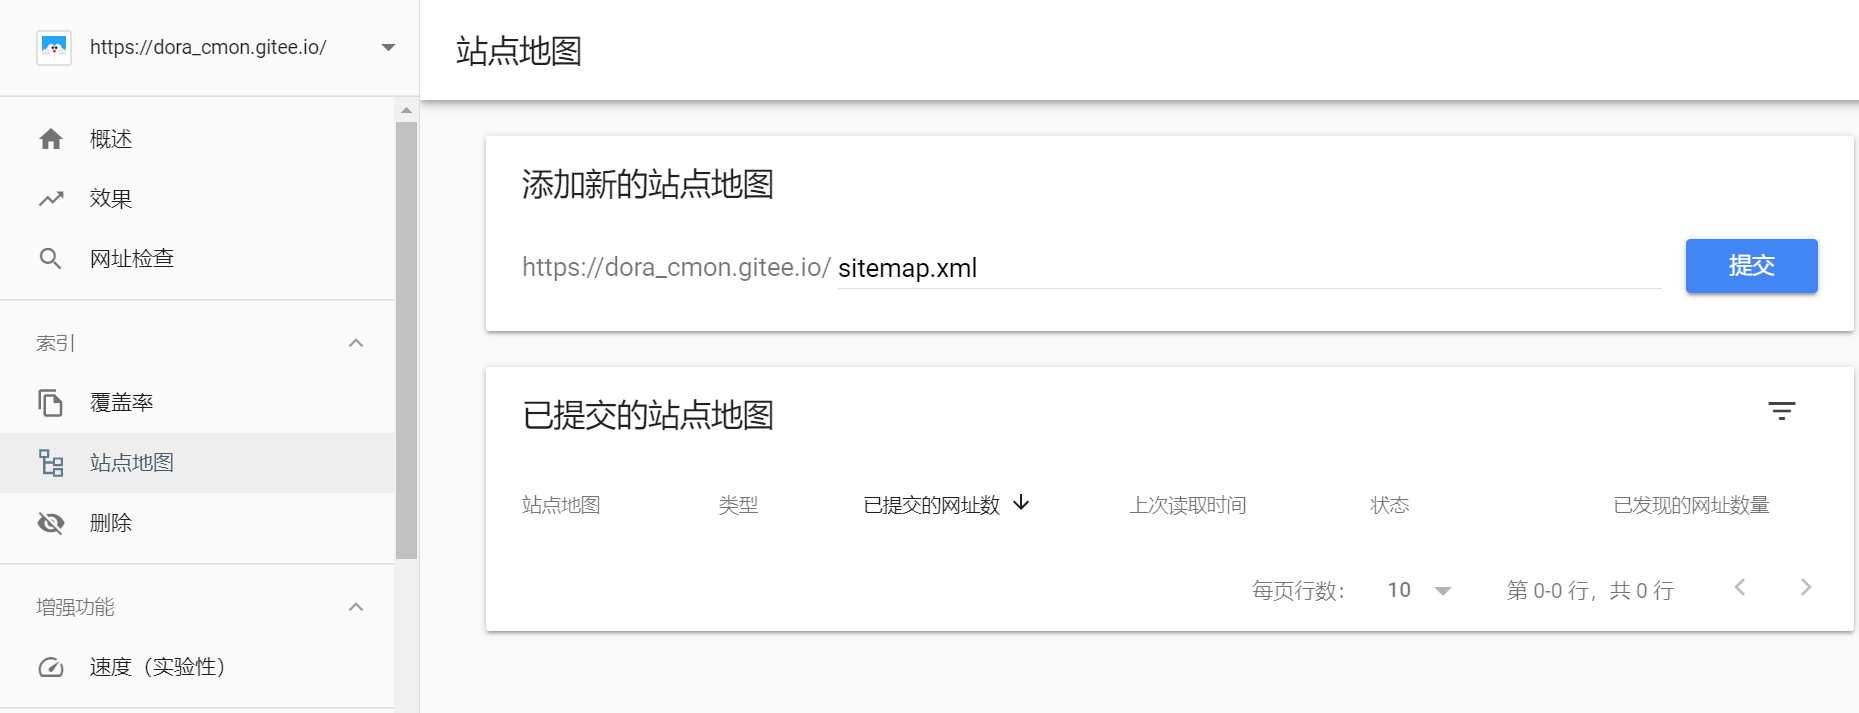 https://dora_cmon.gitee.io/
概述
效果
网址检查
索引
覆盖率
站点地图
删除
增强功能
速度（实验性）
站点地图
添加新的站点地图
https://dora_cmon.gitee.io/ sitemap.xml
提交
已提交的站点地图
站点地图 类型 已提交的网址数 上次读取时间 状态 已发现的网址数量
每页行数： 10 第 0-0 行，共 0 行